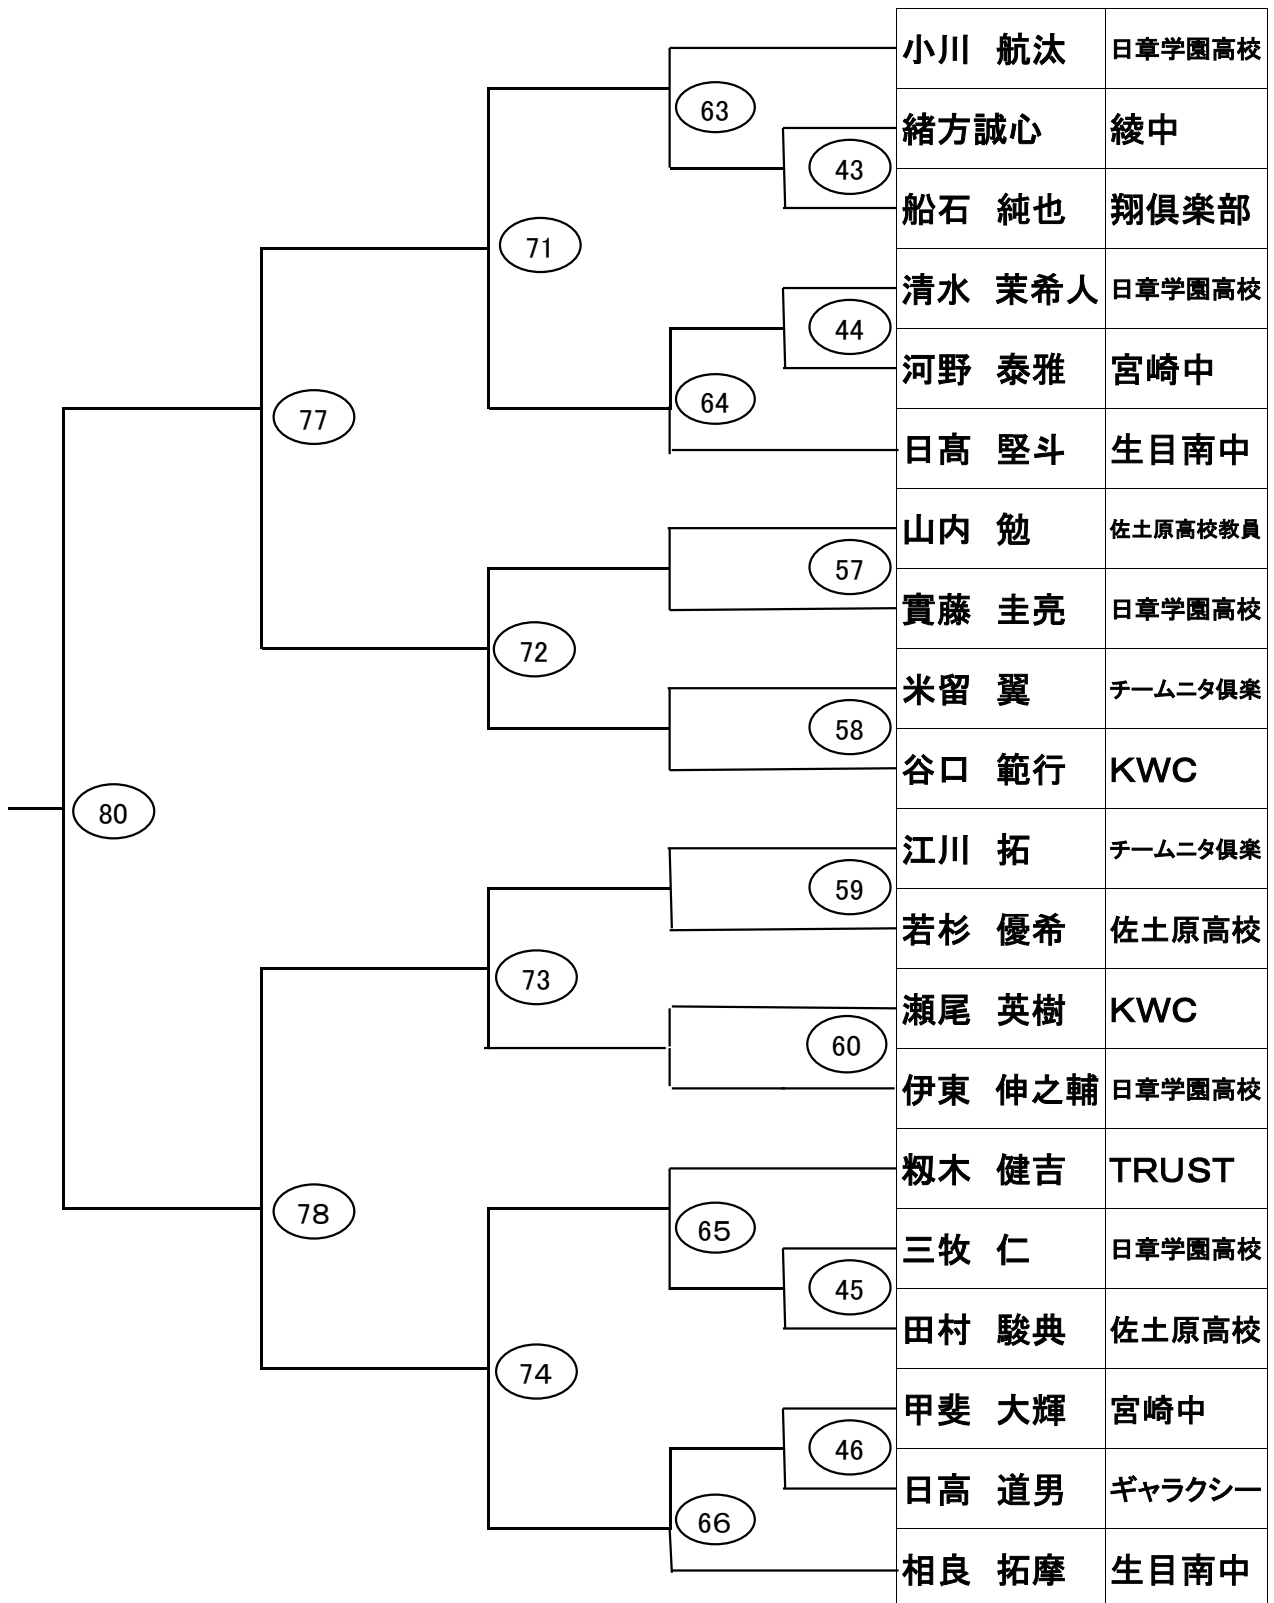 小川 航汰 日章学園高校
63
緒方誠心 綾中
43
船石 純也 翔倶楽部
71
清水 茉希人 日章学園高校
44
河野 泰雅 宮崎中
64
77
日髙 堅斗 生目南中
山内 勉 佐土原高校教員
57
實藤 圭亮 日章学園高校
72
米留 翼 チームニタ倶楽
58
谷口 範行 KWC
80
江川 拓 チームニタ倶楽
59
若杉 優希 佐土原高校
73
瀬尾 英樹 KWC
60
伊東 伸之輔 日章学園高校
籾木 健吉 TRUST
78
65
三牧 仁 日章学園高校
45
田村 駿典 佐土原高校
74
甲斐 大輝 宮崎中
46
日高 道男 ギャラクシー
66
相良 拓摩 生目南中